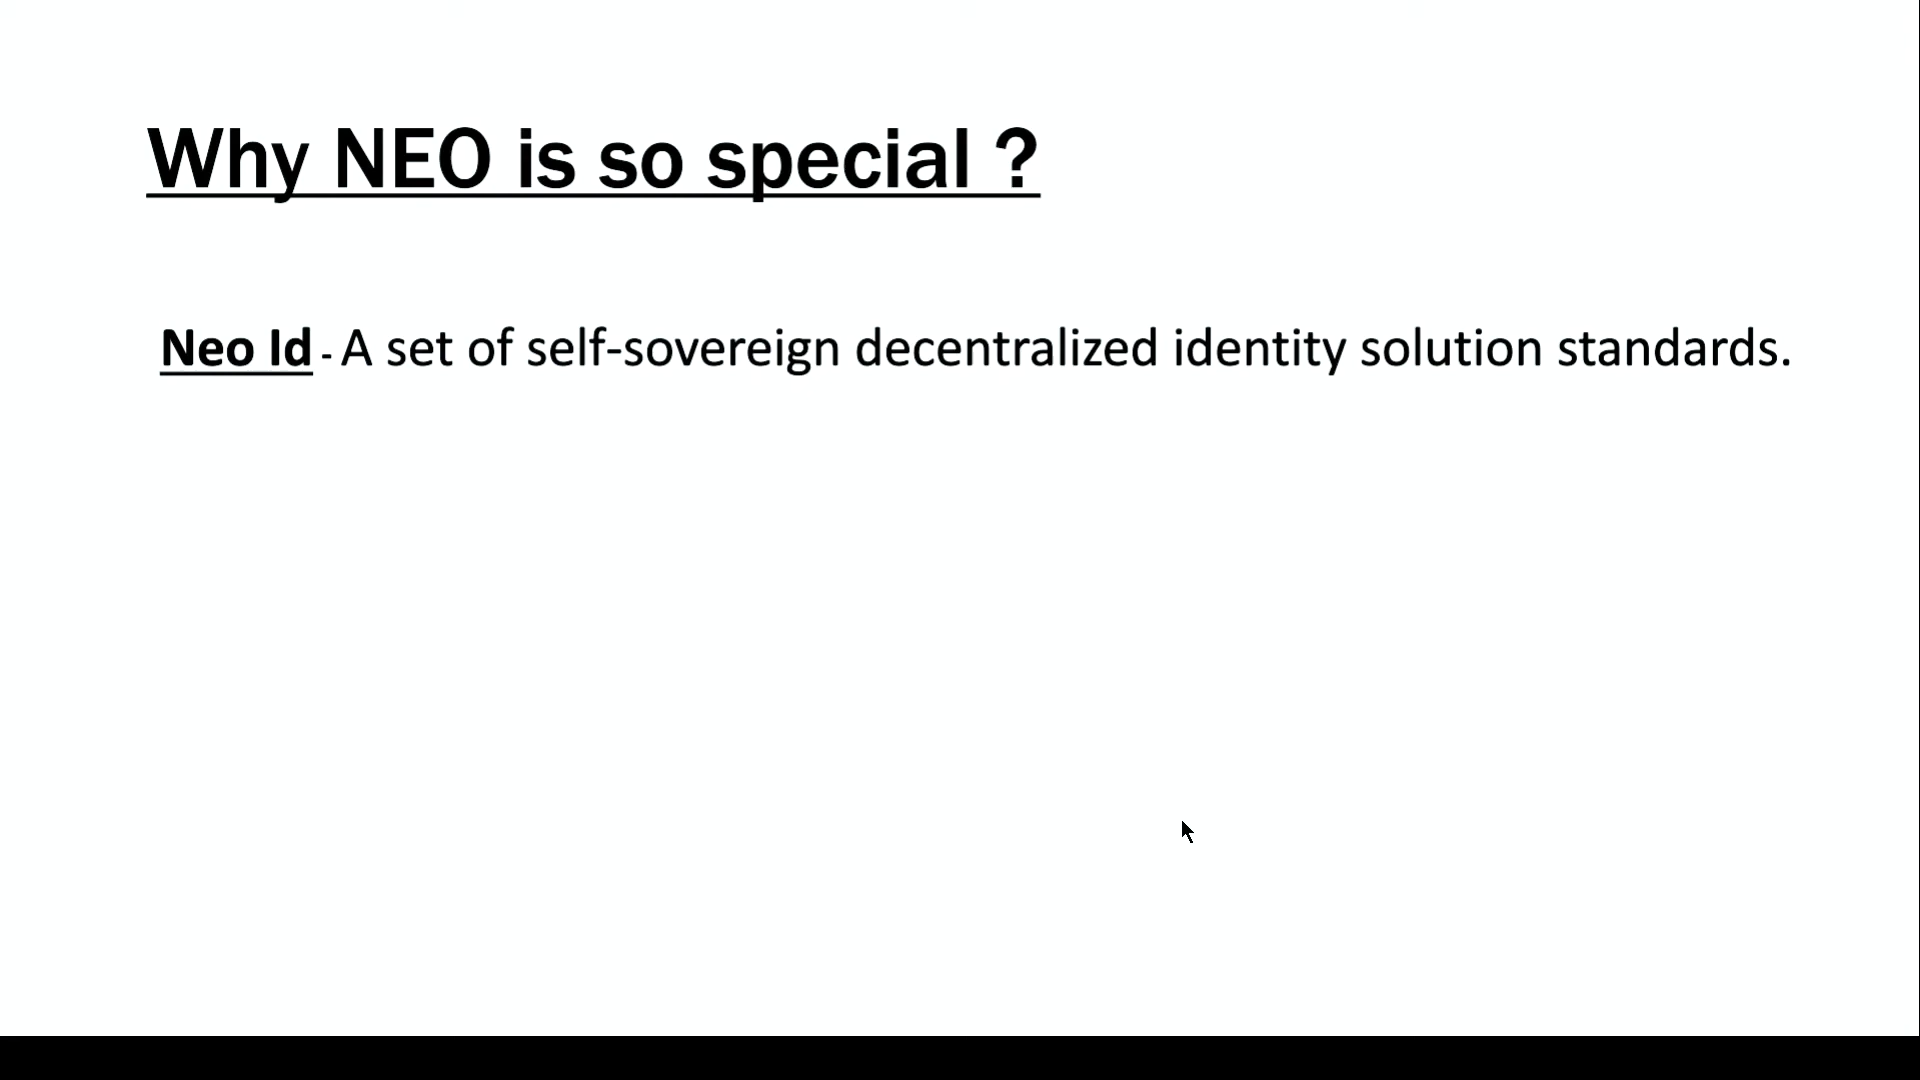 Why NEO is so special ?
Neo Id - A set of self-sovereign decentralized identity solution standards.